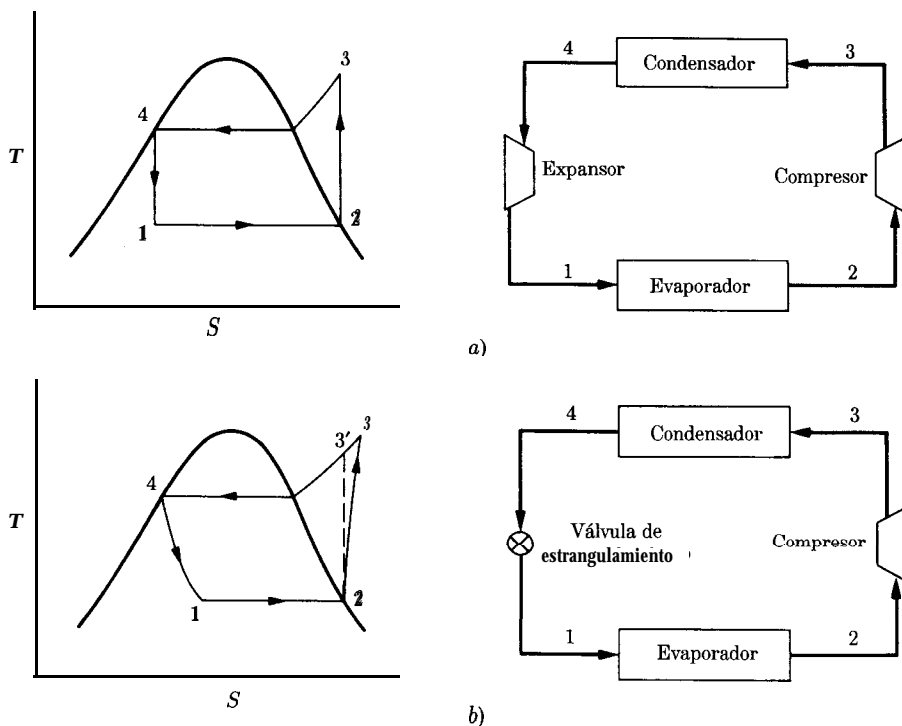 3
4
T
1
2
S
4
Condensador
3
Expansor
Compresor
1
Evaporador
2
a)
3'
3
4
T
1
2
S
4
Condensador
3
Válvula de
estrangulamiento
Compresor
1
Evaporador
2
b)